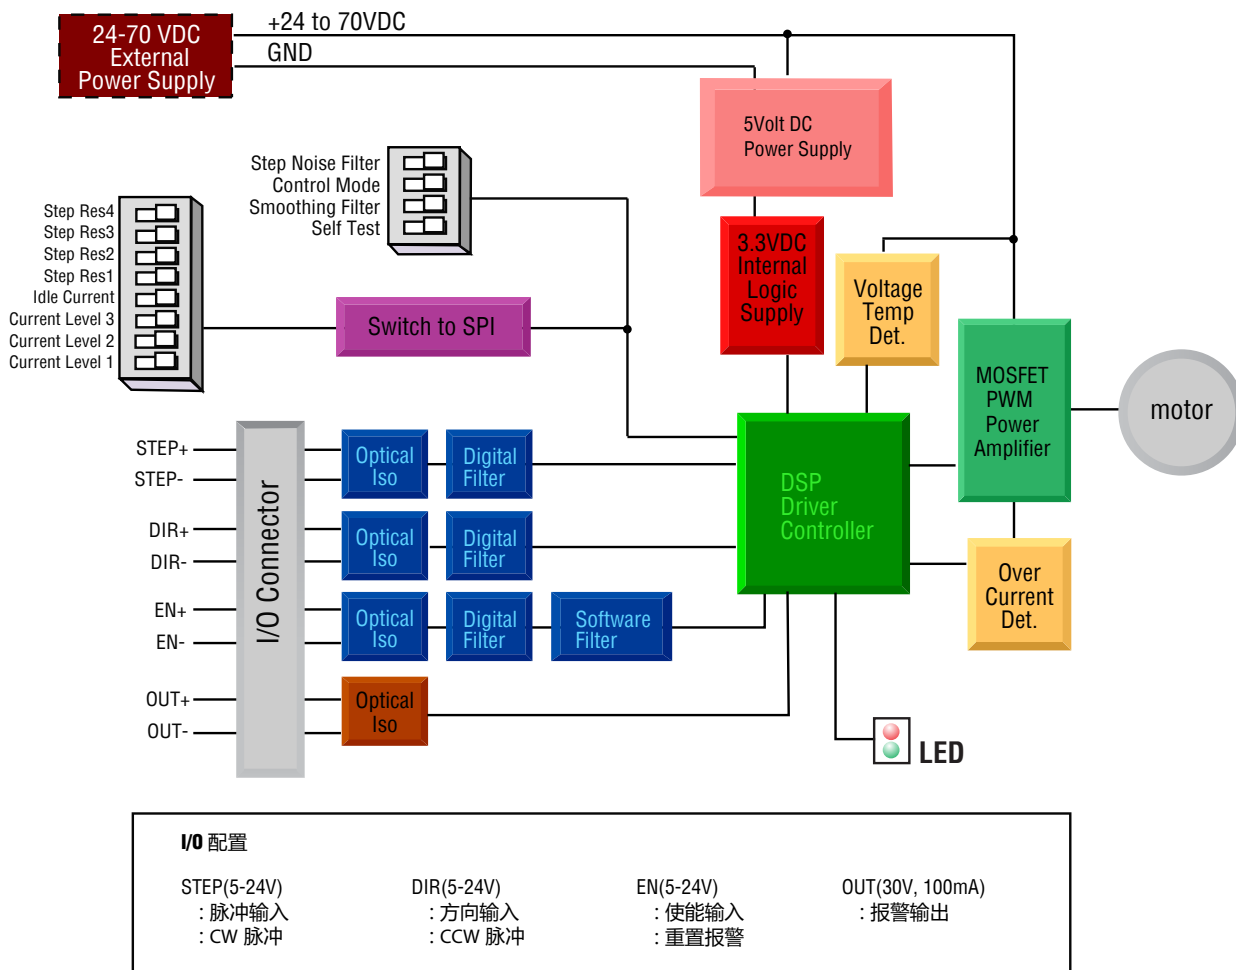 24-70 VDC
External
Power Supply
+24 to 70VDC
GND
5Volt DC
Power Supply
Step Noise Filter
Control Mode
Smoothing Filter
Self Test
Step Res4
Step Res3
Step Res2
Step Res1
Idle Current
Current Level 3
Current Level 2
Current Level 1
Switch to SPI
3.3VDC
Internal
Logic
Supply
Voltage
Temp
Det.
MOSFET
PWM
Power
Amplifier
motor
STEP+
STEP-
DIR+
DIR-
EN+
EN-
OUT+
OUT-
I/O Connector
Optical
Iso
Digital
Filter
Optical
Iso
Digital
Filter
Optical
Iso
Digital
Filter
Software
Filter
Optical
Iso
DSP
Driver
Controller
Over
Current
Det.
LED
I/O 配置
STEP(5-24V)
: 脉冲输入
: CW 脉冲
DIR(5-24V)
: 方向输入
: CCW 脉冲
EN(5-24V)
: 使能输入
: 重置报警
OUT(30V, 100mA)
: 报警输出